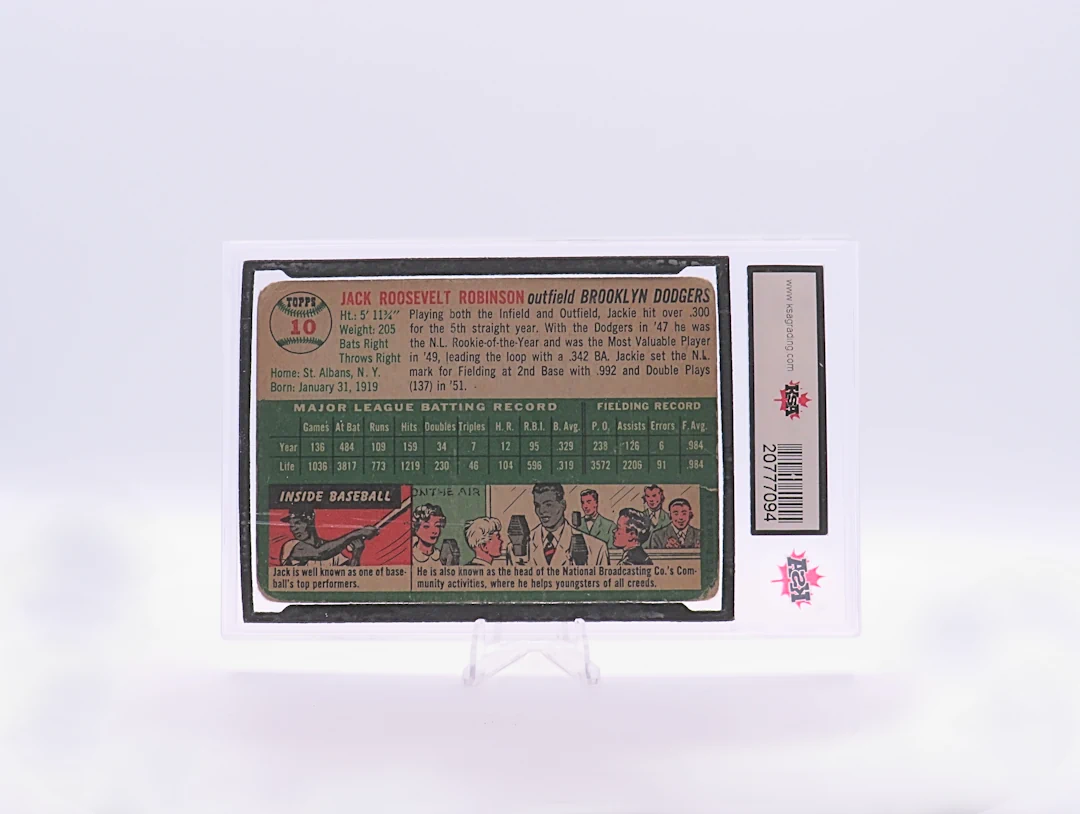 TOPPS
10
JACK ROOSEVELT ROBINSON outfield BROOKLYN DODGERS
Ht.: 5' 11¾"
Weight: 205
Bats Right
Throws Right
Home: St. Albans, N. Y.
Born: January 31, 1919
Playing both the Infield and Outfield, Jackie hit over .300
for the 5th straight year. With the Dodgers in '47 he was
the N.L. Rookie-of-the-Year and was the Most Valuable Player
in '49, leading the loop with a .342 BA. Jackie set the N.L.
mark for Fielding at 2nd Base with .992 and Double Plays
(137) in '51.
MAJOR LEAGUE BATTING RECORD FIELDING RECORD
Games At Bat Runs Hits Doubles Triples H. R. R.B.I. B. Avg. P. O. Assists Errors F. Avg.
Year 136 484 109 159 34 7 12 95 .329 238 126 6 .984
Life 1036 3817 773 1219 230 46 104 596 .319 3572 2206 91 .984
INSIDE BASEBALL
ON THE AIR
Jack is well known as one of base-
ball's top performers.
He is also known as the head of the National Broadcasting Co.'s Com-
munity activities, where he helps youngsters of all creeds.
www.ksagrading.com
KSA
20777094
KSA